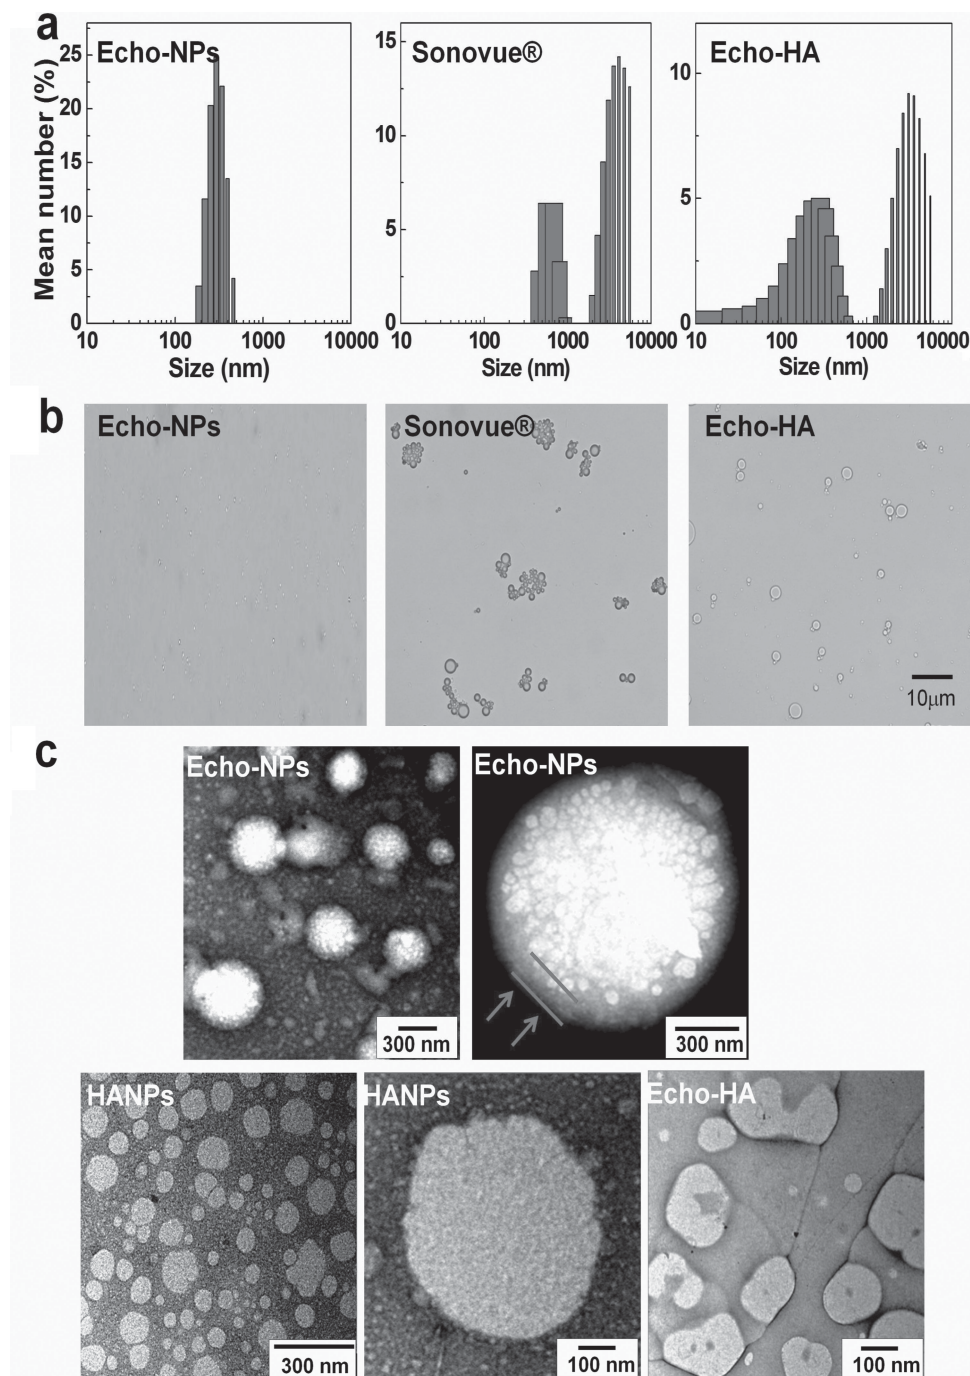 a
Echo-NPs
Sonovue®
Echo-HA
Mean number (%)
25
20
15
10
5
0
15
10
5
0
10
5
0
10 100 1000 10000
10 100 1000 10000
10 100 1000 10000
Size (nm)
Size (nm)
Size (nm)
b
Echo-NPs
Sonovue®
Echo-HA
10μm
c
Echo-NPs
Echo-NPs
300 nm
300 nm
HANPs
HANPs
Echo-HA
300 nm
100 nm
100 nm